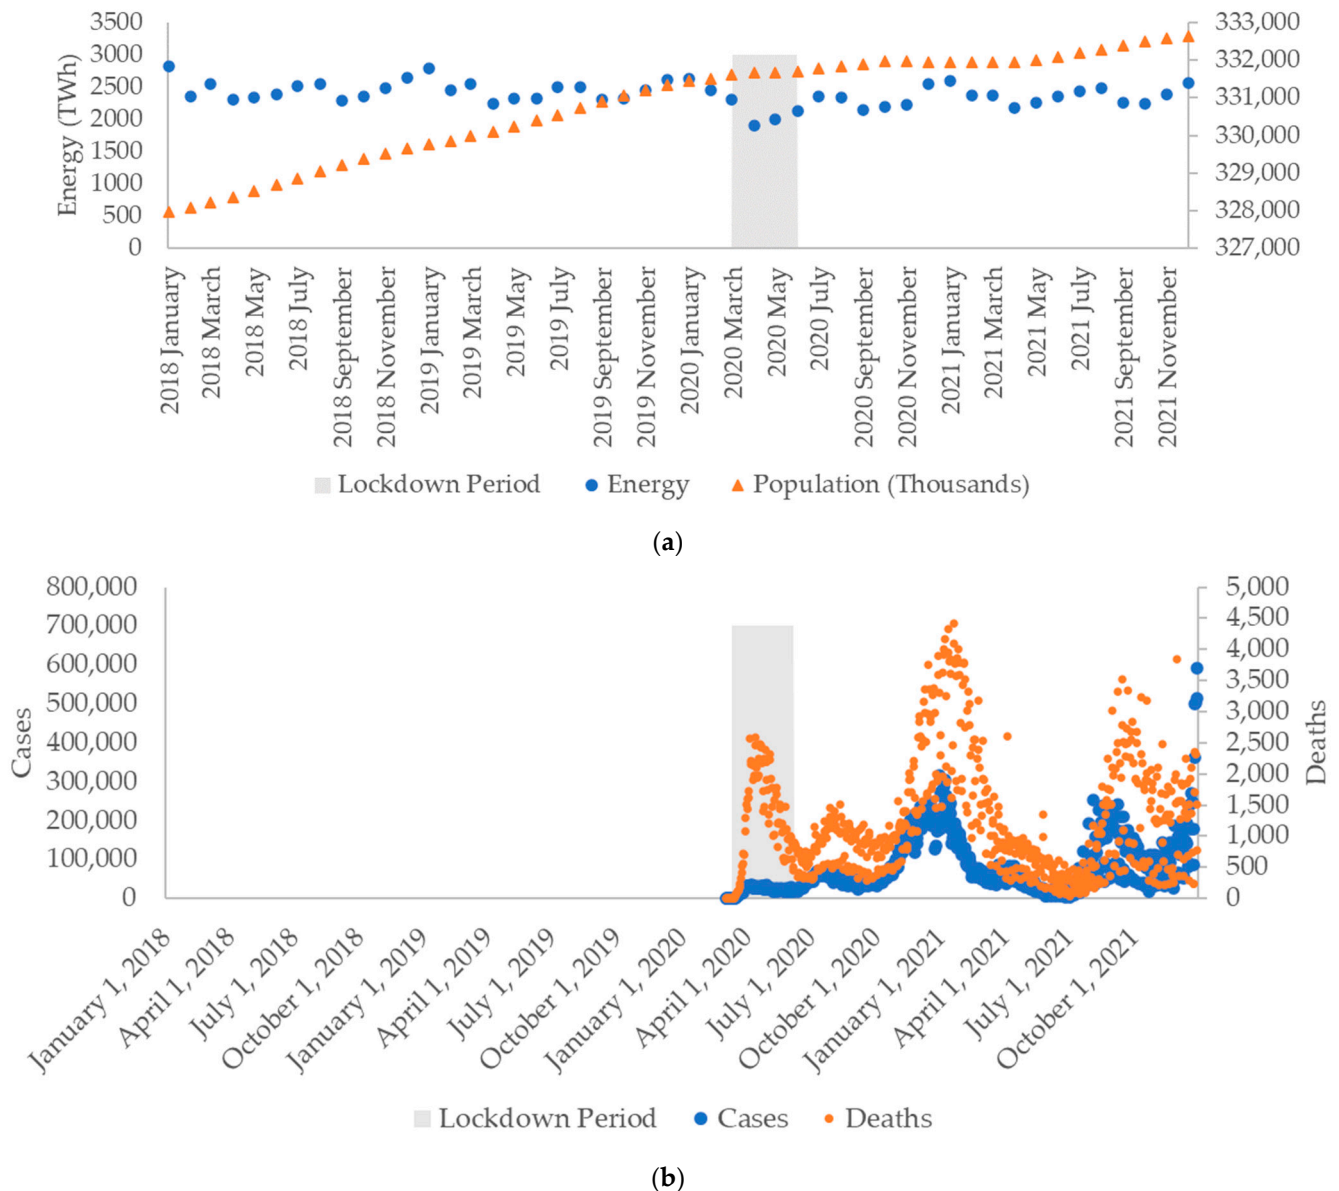 3500
3000
2500
2000
1500
1000
500
0
Energy (TWh)
333,000
332,000
331,000
330,000
329,000
328,000
327,000
2018 January
2018 March
2018 May
2018 July
2018 September
2018 November
2019 January
2019 March
2019 May
2019 July
2019 September
2019 November
2020 January
2020 March
2020 May
2020 July
2020 September
2020 November
2021 January
2021 March
2021 May
2021 July
2021 September
2021 November
Lockdown Period Energy Population (Thousands)
(a)
800,000
700,000
600,000
500,000
400,000
300,000
200,000
100,000
0
Cases
5,000
4,500
4,000
3,500
3,000
2,500
2,000
1,500
1,000
500
0
Deaths
January 1, 2018
April 1, 2018
July 1, 2018
October 1, 2018
January 1, 2019
April 1, 2019
July 1, 2019
October 1, 2019
January 1, 2020
April 1, 2020
July 1, 2020
October 1, 2020
January 1, 2021
April 1, 2021
July 1, 2021
October 1, 2021
Lockdown Period Cases Deaths
(b)